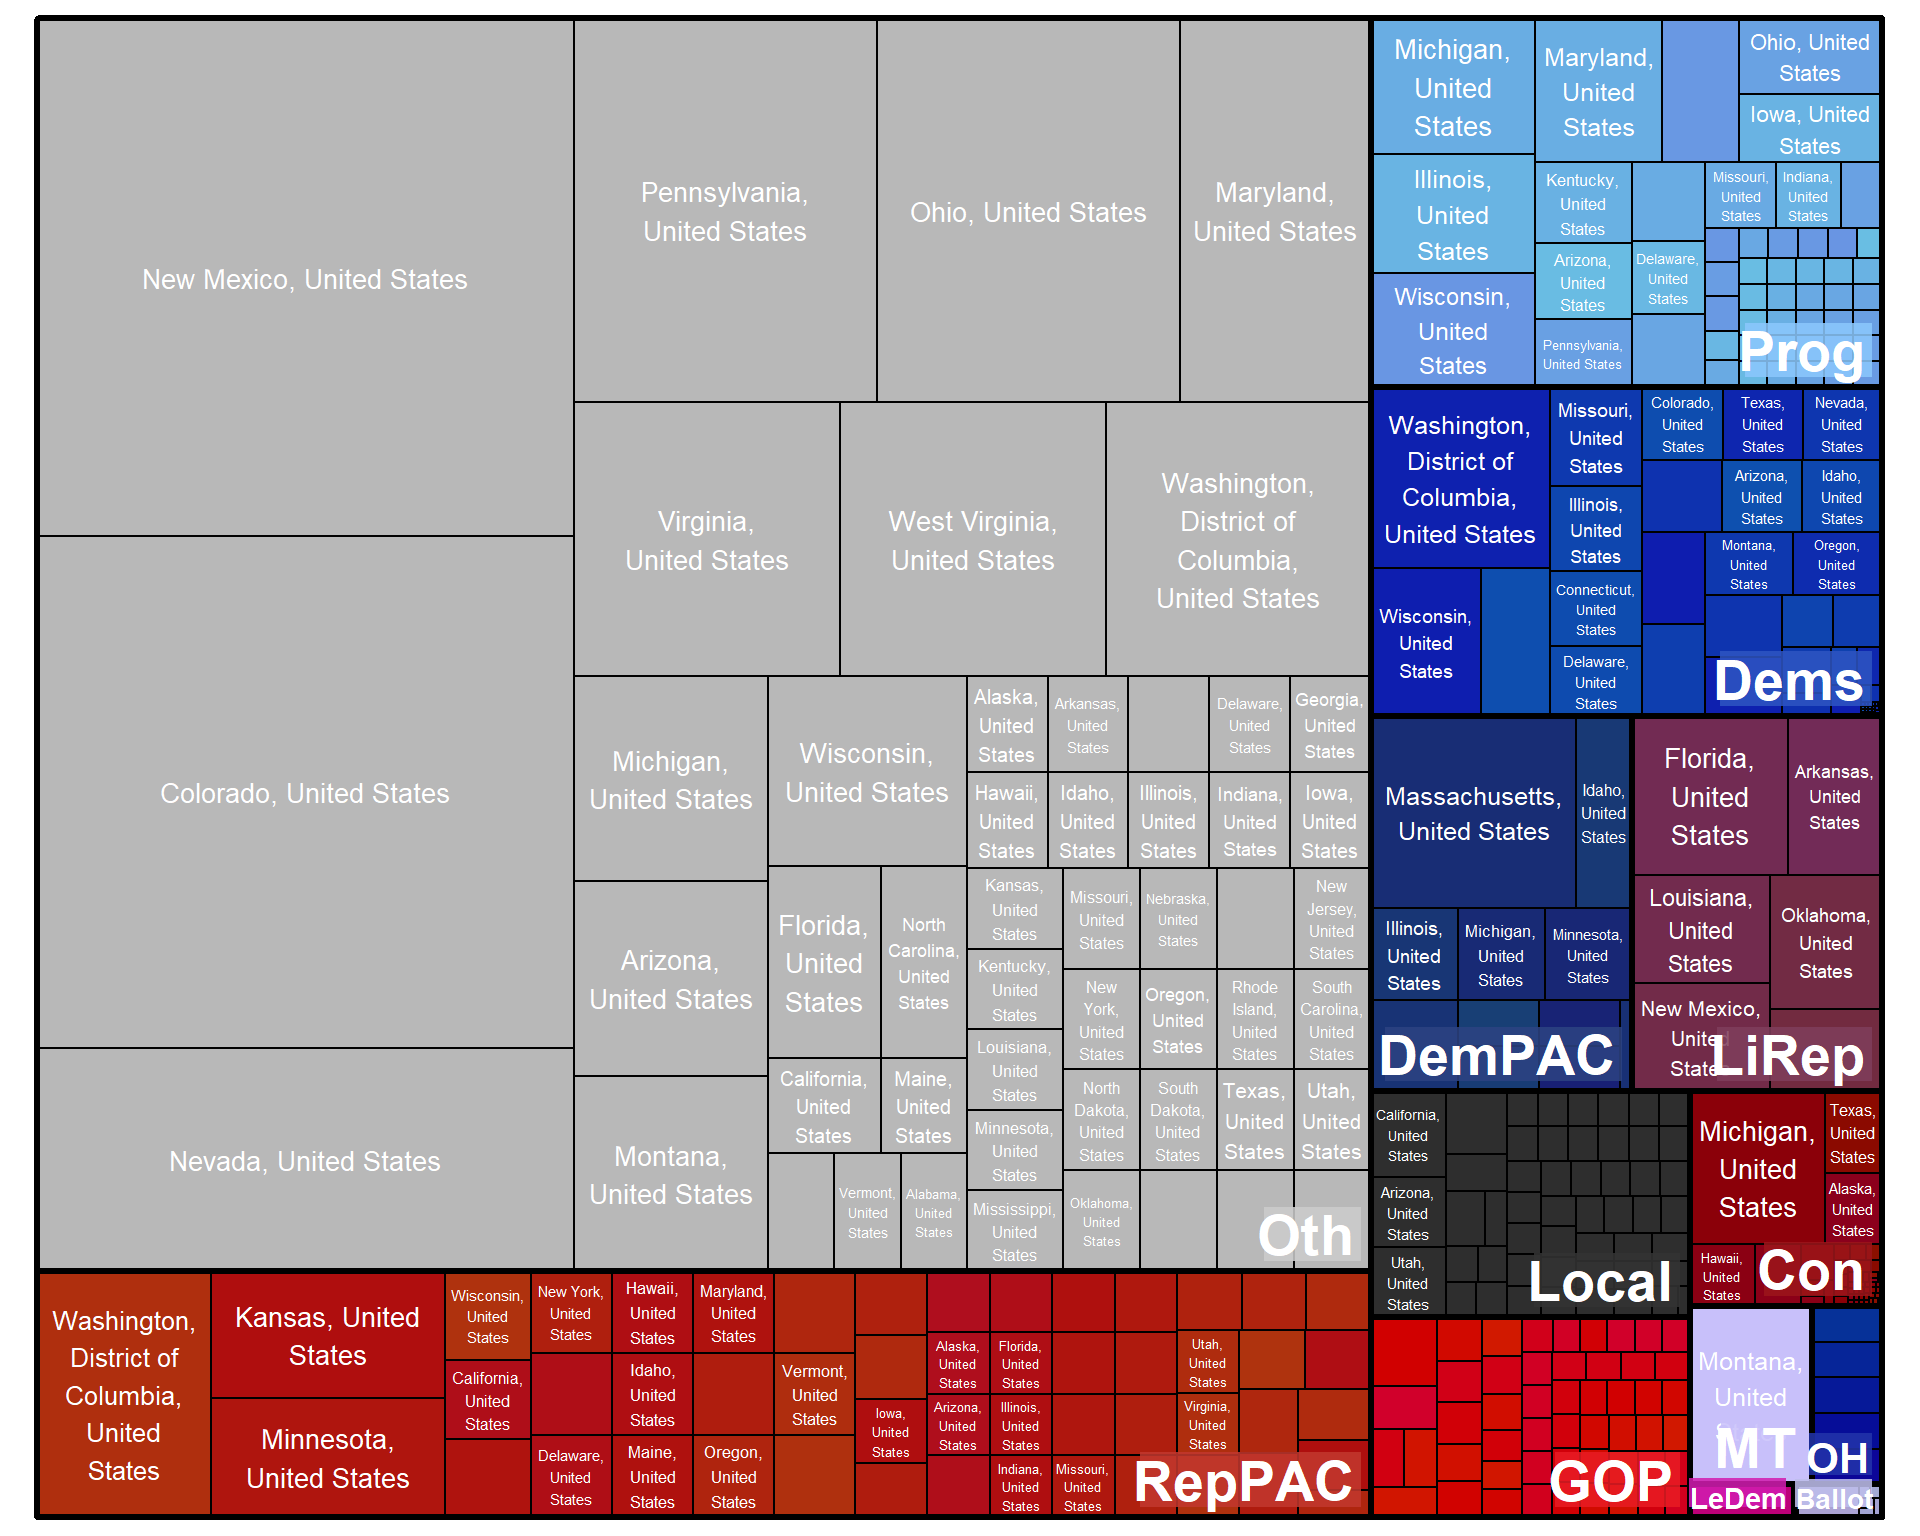 New Mexico, United States
Colorado, United States
Nevada, United States
Pennsylvania,
United States
Ohio, United States
Maryland,
United States
Virginia,
United States
West Virginia,
United States
Washington,
District of
Columbia,
United States
Michigan,
United States
Arizona,
United States
Montana,
United States
Wisconsin,
United States
Florida,
United
States
North
Carolina,
United
States
California,
United
States
Maine,
United
States
Vermont,
United
States
Alabama,
United
States
Alaska,
United
States
Arkansas,
United
States
Delaware,
United
States
Georgia,
United
States
Hawaii,
United
States
Idaho,
United
States
Illinois,
United
States
Indiana,
United
States
Iowa,
United
States
Kansas,
United
States
Kentucky,
United
States
Louisiana,
United
States
Minnesota,
United
States
Mississippi,
United
States
Missouri,
United
States
Nebraska,
United
States
New
Jersey,
United
States
New
York,
United
States
Oregon,
United
States
Rhode
Island,
United
States
South
Carolina,
United
States
North
Dakota,
United
States
South
Dakota,
United
States
Texas,
United
States
Utah,
United
States
Oklahoma,
United
States
Oth
Washington,
District of
Columbia,
United
States
Kansas, United
States
Minnesota,
United States
Wisconsin,
United
States
California,
United
States
New York,
United
States
Delaware,
United
States
Hawaii,
United
States
Idaho,
United
States
Maine,
United
States
Maryland,
United
States
Oregon,
United
States
Vermont,
United
States
Iowa,
United
States
Alaska,
United
States
Arizona,
United
States
Florida,
United
States
Illinois,
United
States
Indiana,
United
States
Missouri,
United
States
Utah,
United
States
Virginia,
United
States
RepPAC
Michigan,
United
States
Illinois,
United
States
Wisconsin,
United
States
Maryland,
United
States
Ohio, United
States
Iowa, United
States
Kentucky,
United
States
Arizona,
United
States
Pennsylvania,
United States
Delaware,
United
States
Missouri,
United
States
Indiana,
United
States
Prog
Washington,
District of
Columbia,
United States
Wisconsin,
United
States
Missouri,
United
States
Illinois,
United
States
Connecticut,
United
States
Delaware,
United
States
Colorado,
United
States
Texas,
United
States
Nevada,
United
States
Arizona,
United
States
Idaho,
United
States
Montana,
United
States
Oregon,
United
States
Dems
Massachusetts,
United States
Idaho,
United
States
Illinois,
United
States
Michigan,
United
States
Minnesota,
United
States
DemPAC
Florida,
United
States
Arkansas,
United
States
Louisiana,
United
States
Oklahoma,
United
States
New Mexico,
United
States
LiRep
California,
United
States
Arizona,
United
States
Utah,
United
States
Local
Michigan,
United
States
Texas,
United
States
Alaska,
United
States
Hawaii,
United
States
Con
GOP
Montana,
United
MT
OH
LeDem
Ballot